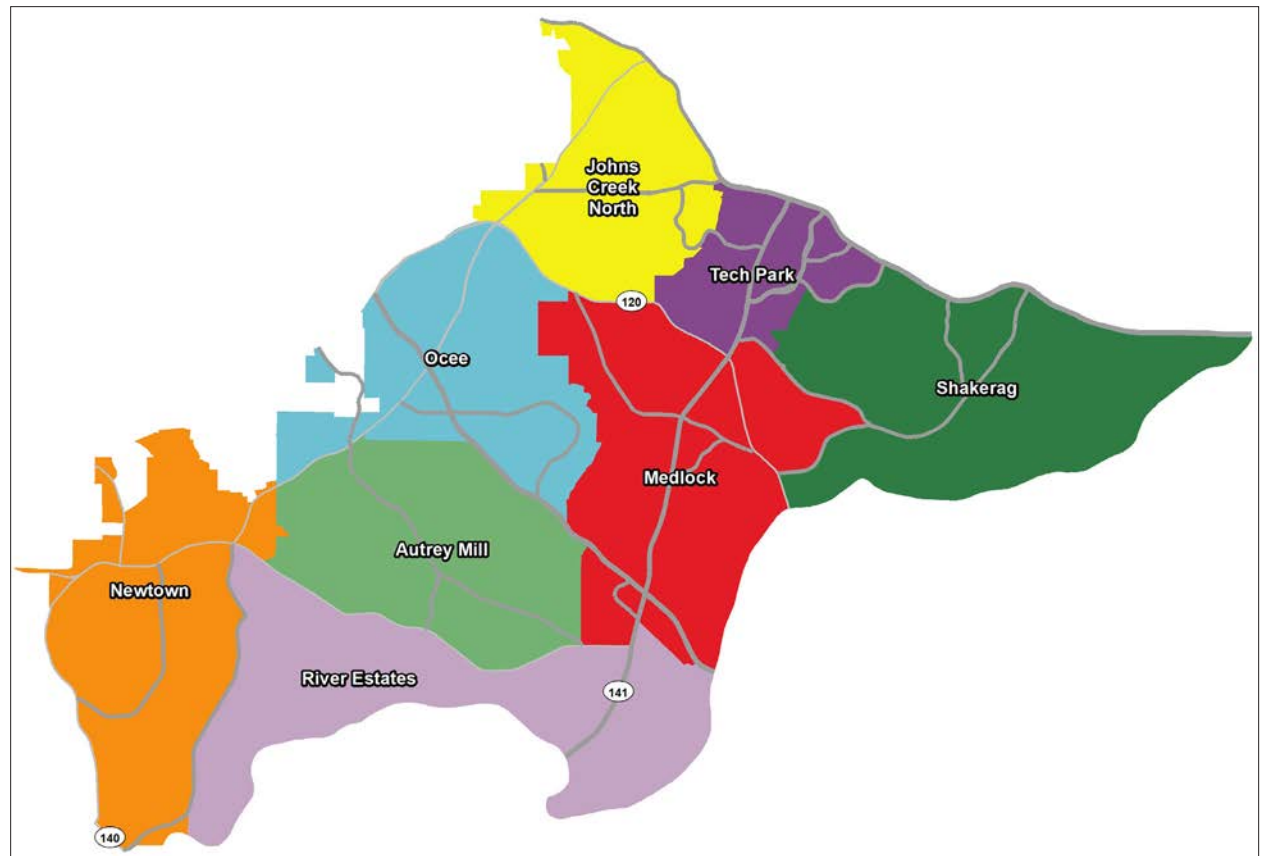 Johns
Creek
North
Tech Park
120
Ocee
Shakerag
Medlock
Autrey Mill
Newtown
River Estates
141
140